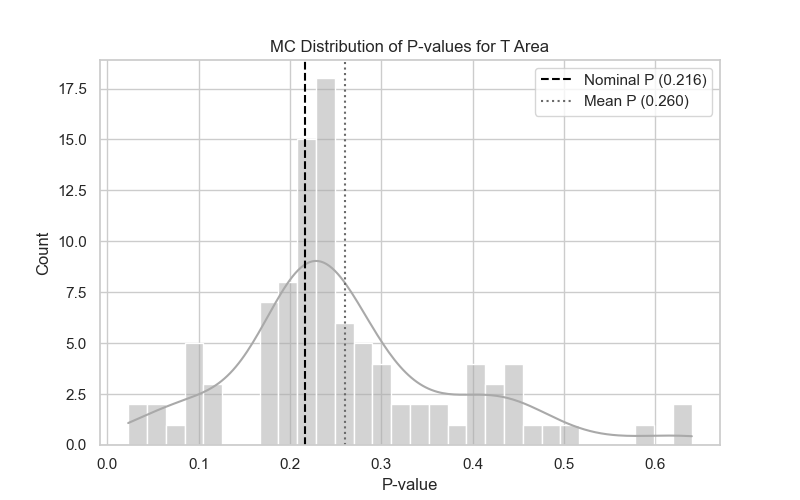 MC Distribution of P-values for T Area
Nominal P (0.216)
Mean P (0.260)
Count
17.5
15.0
12.5
10.0
7.5
5.0
2.5
0.0
0.0 0.1 0.2 0.3 0.4 0.5 0.6
P-value